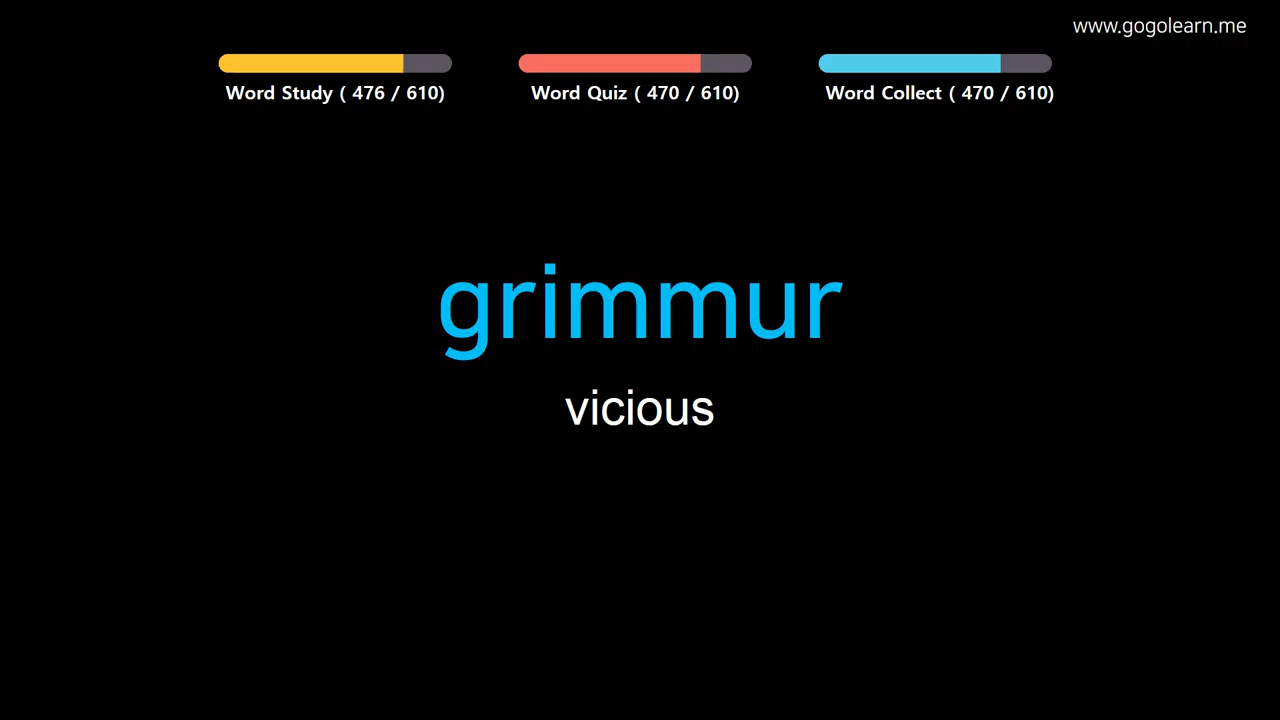 www.gogolearn.me
Word Study ( 476 / 610)
Word Quiz ( 470 / 610)
Word Collect ( 470 / 610)
grimmur
vicious